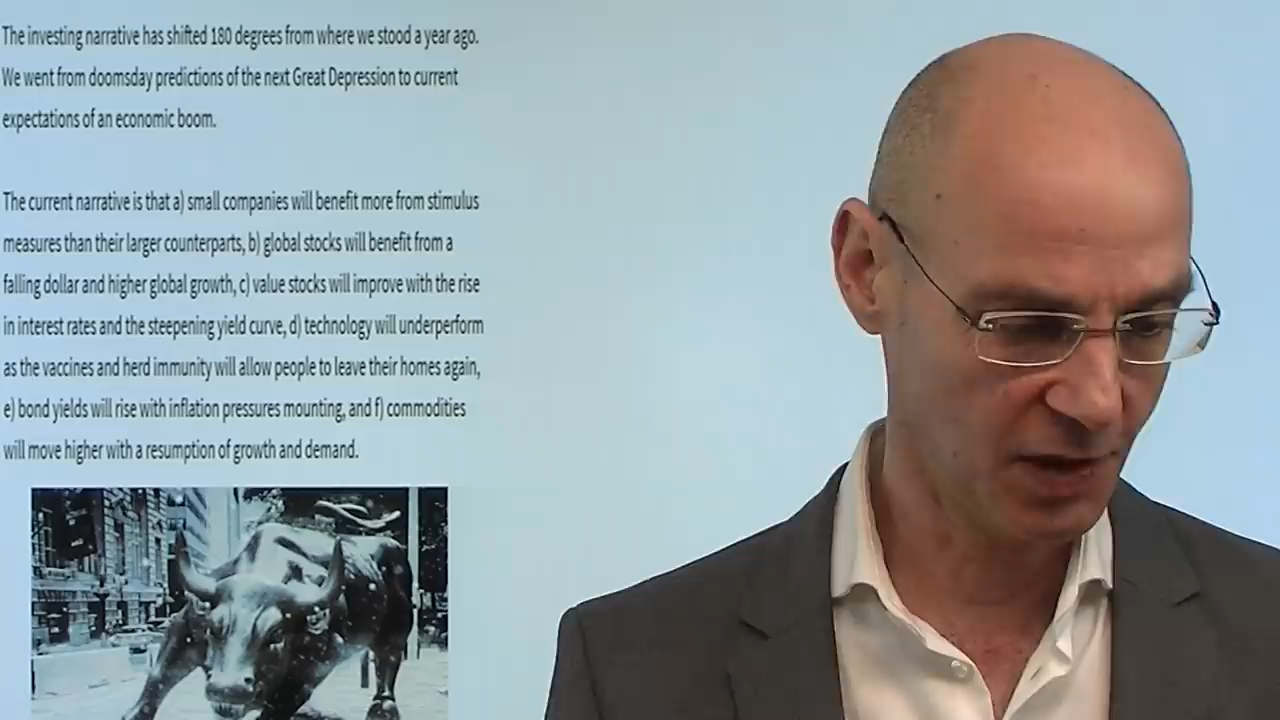 The investing narrative has shifted 180 degrees from where we stood a year ago.
We went from doomsday predictions of the next Great Depression to current
expectations of an economic boom.
The current narrative is that a) small companies will benefit more from stimulus
measures than their larger counterparts, b) global stocks will benefit from a
falling dollar and higher global growth, c) value stocks will improve with the rise
in interest rates and the steepening yield curve, d) technology will underperform
as the vaccines and herd immunity will allow people to leave their homes again,
e) bond yields will rise with inflation pressures mounting, and f) commodities
will move higher with a resumption of growth and demand.